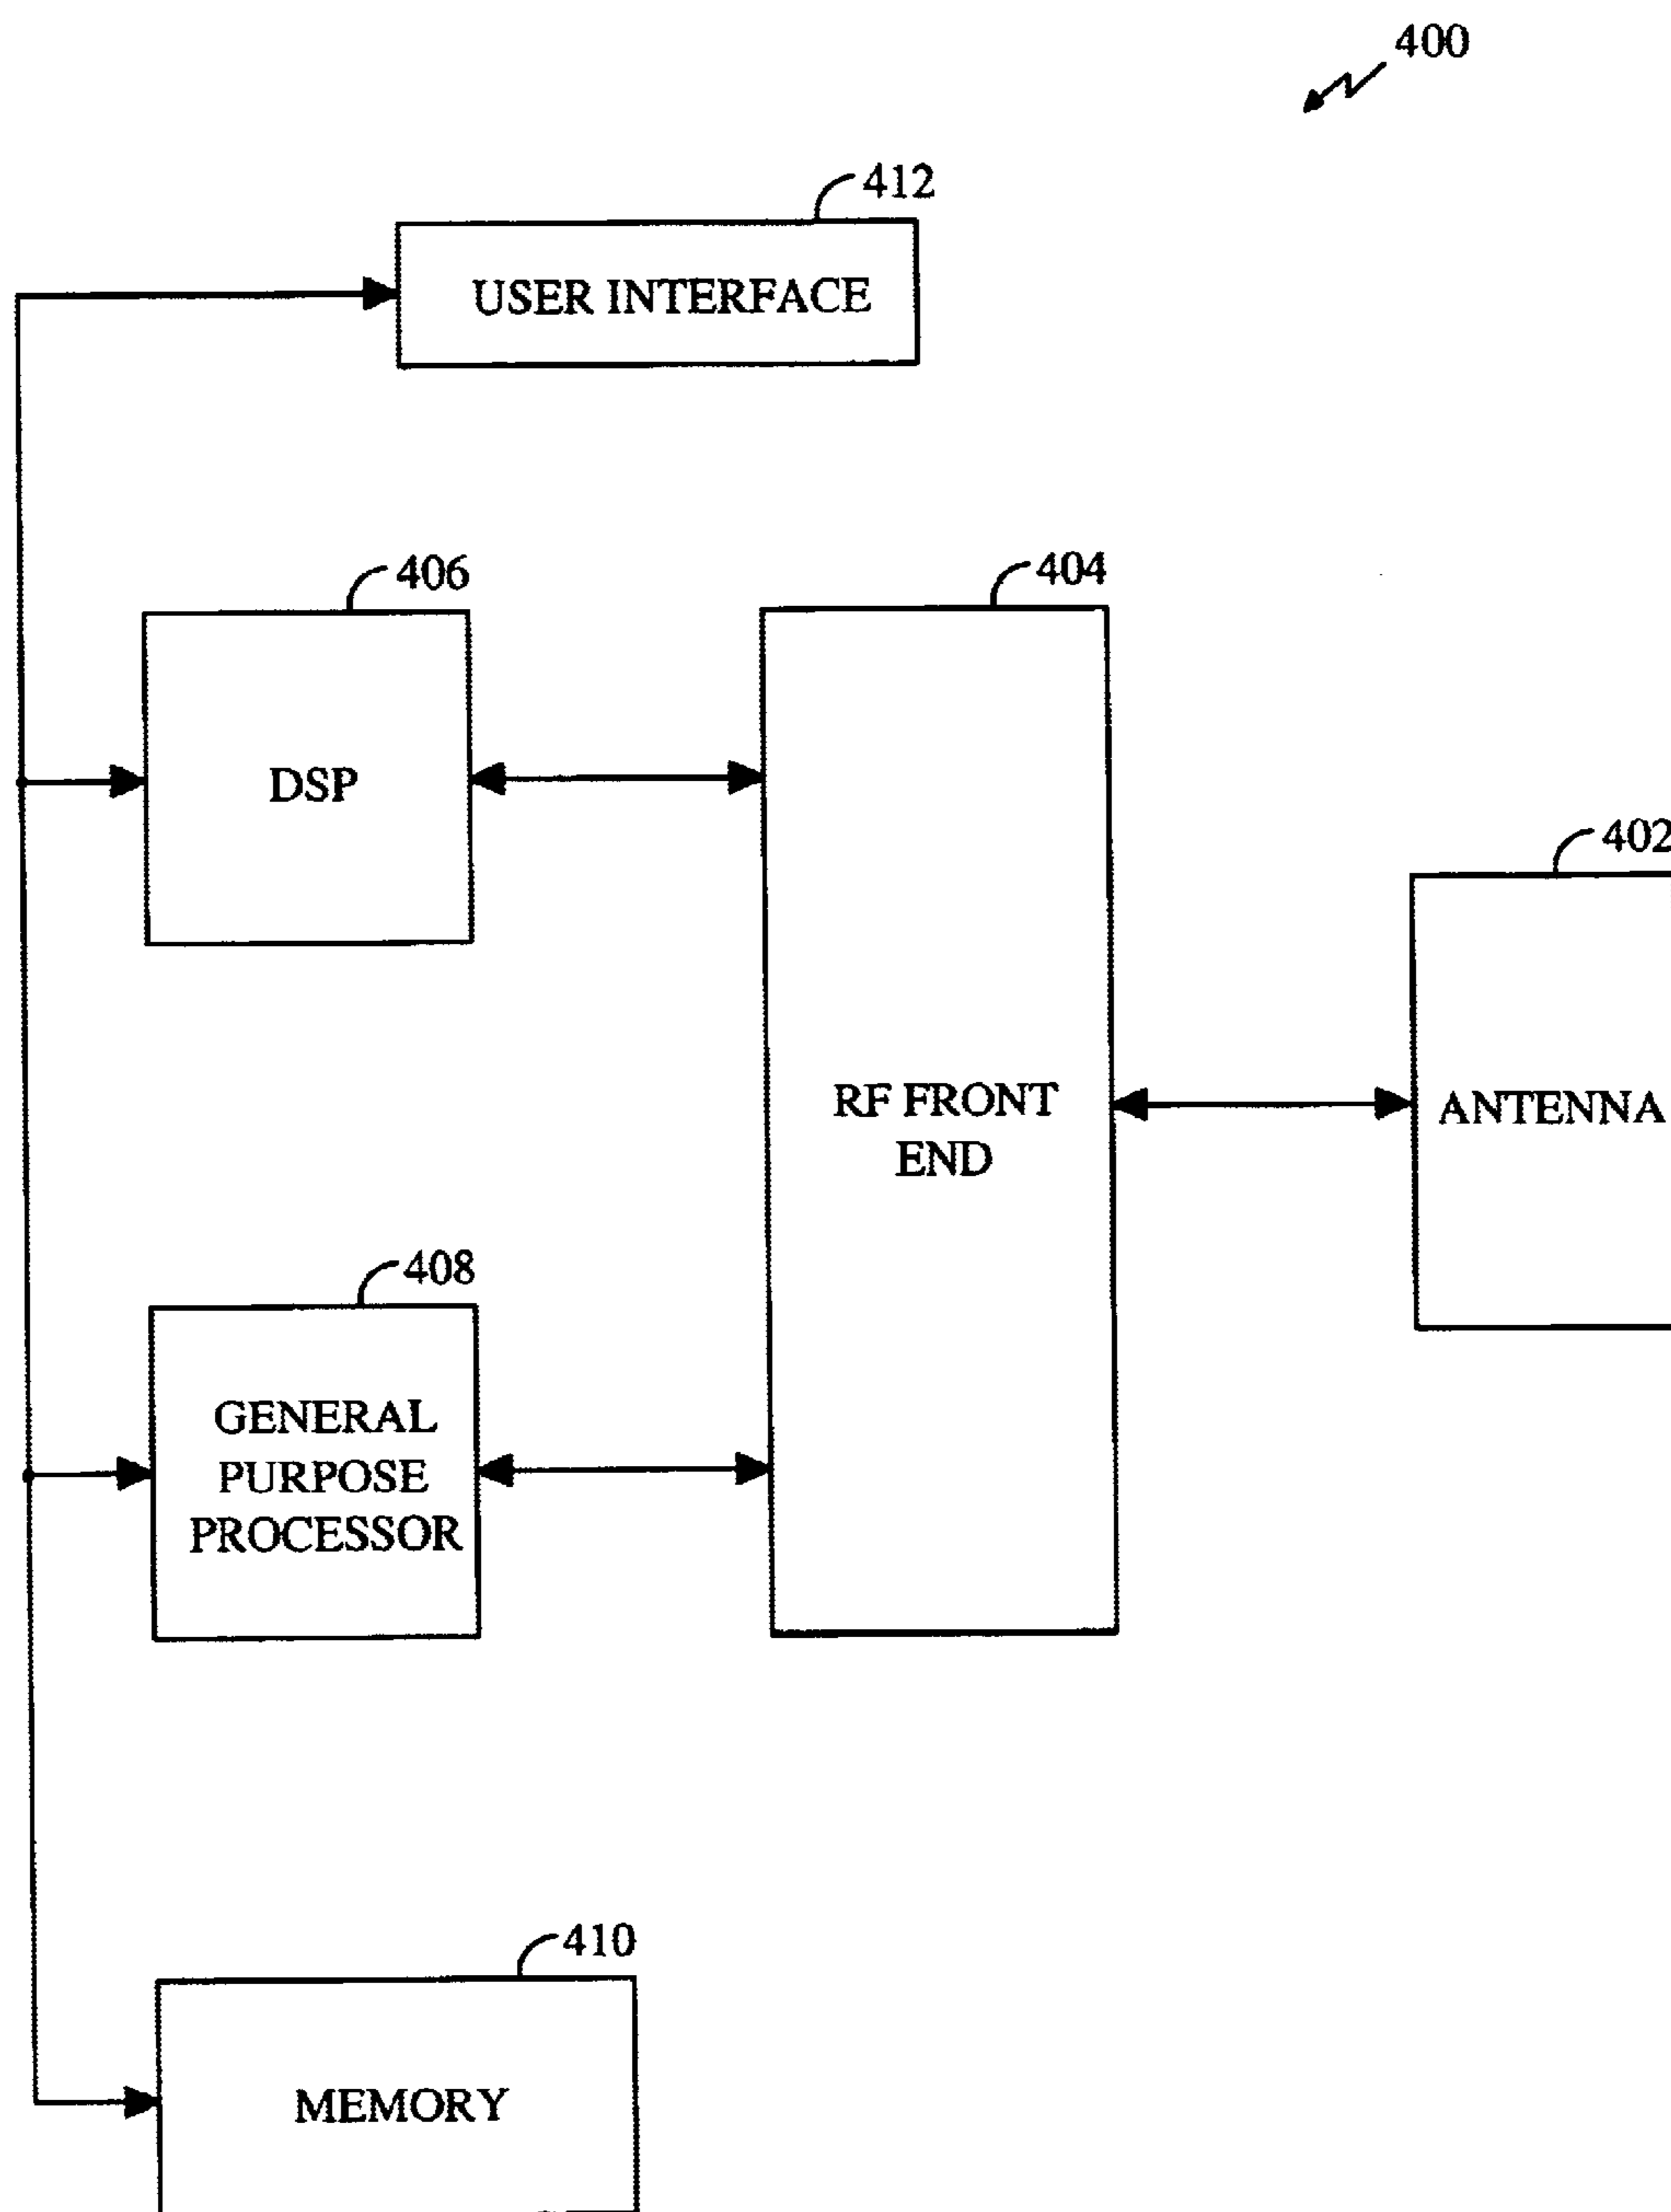 400
412
USER INTERFACE
406
404
DSP
402
RF FRONT
END
ANTENNA
408
GENERAL
PURPOSE
PROCESSOR
410
MEMORY